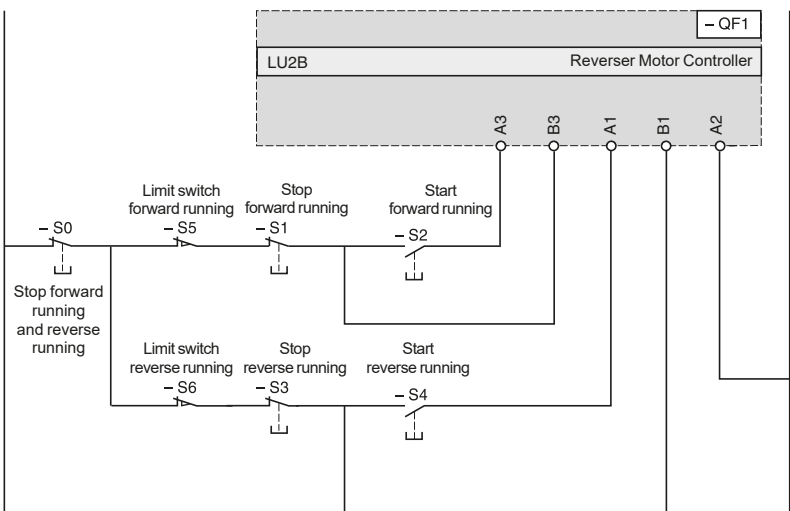 – QF1
LU2B Reverser Motor Controller
A3 B3 A1 B1 A2
Limit switch
forward running
Stop
forward running
Start
forward running
– S0
– S5
– S1
– S2
Stop forward
running
and reverse
running
Limit switch
reverse running
Stop
reverse running
Start
reverse running
– S6
– S3
– S4